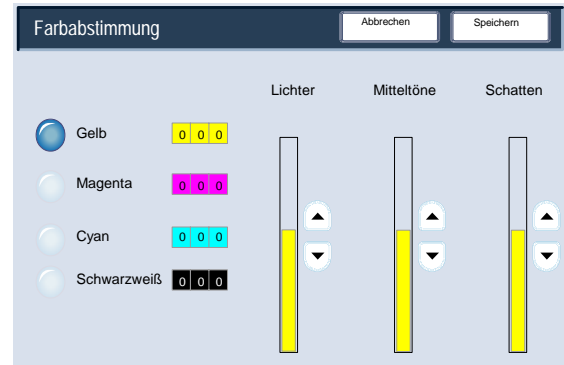 Farbabstimmung Abbrechen Speichern
Lichter Mitteltöne Schatten
Gelb 0 0 0
Magenta 0 0 0
Cyan 0 0 0
Schwarzweiß 0 0 0